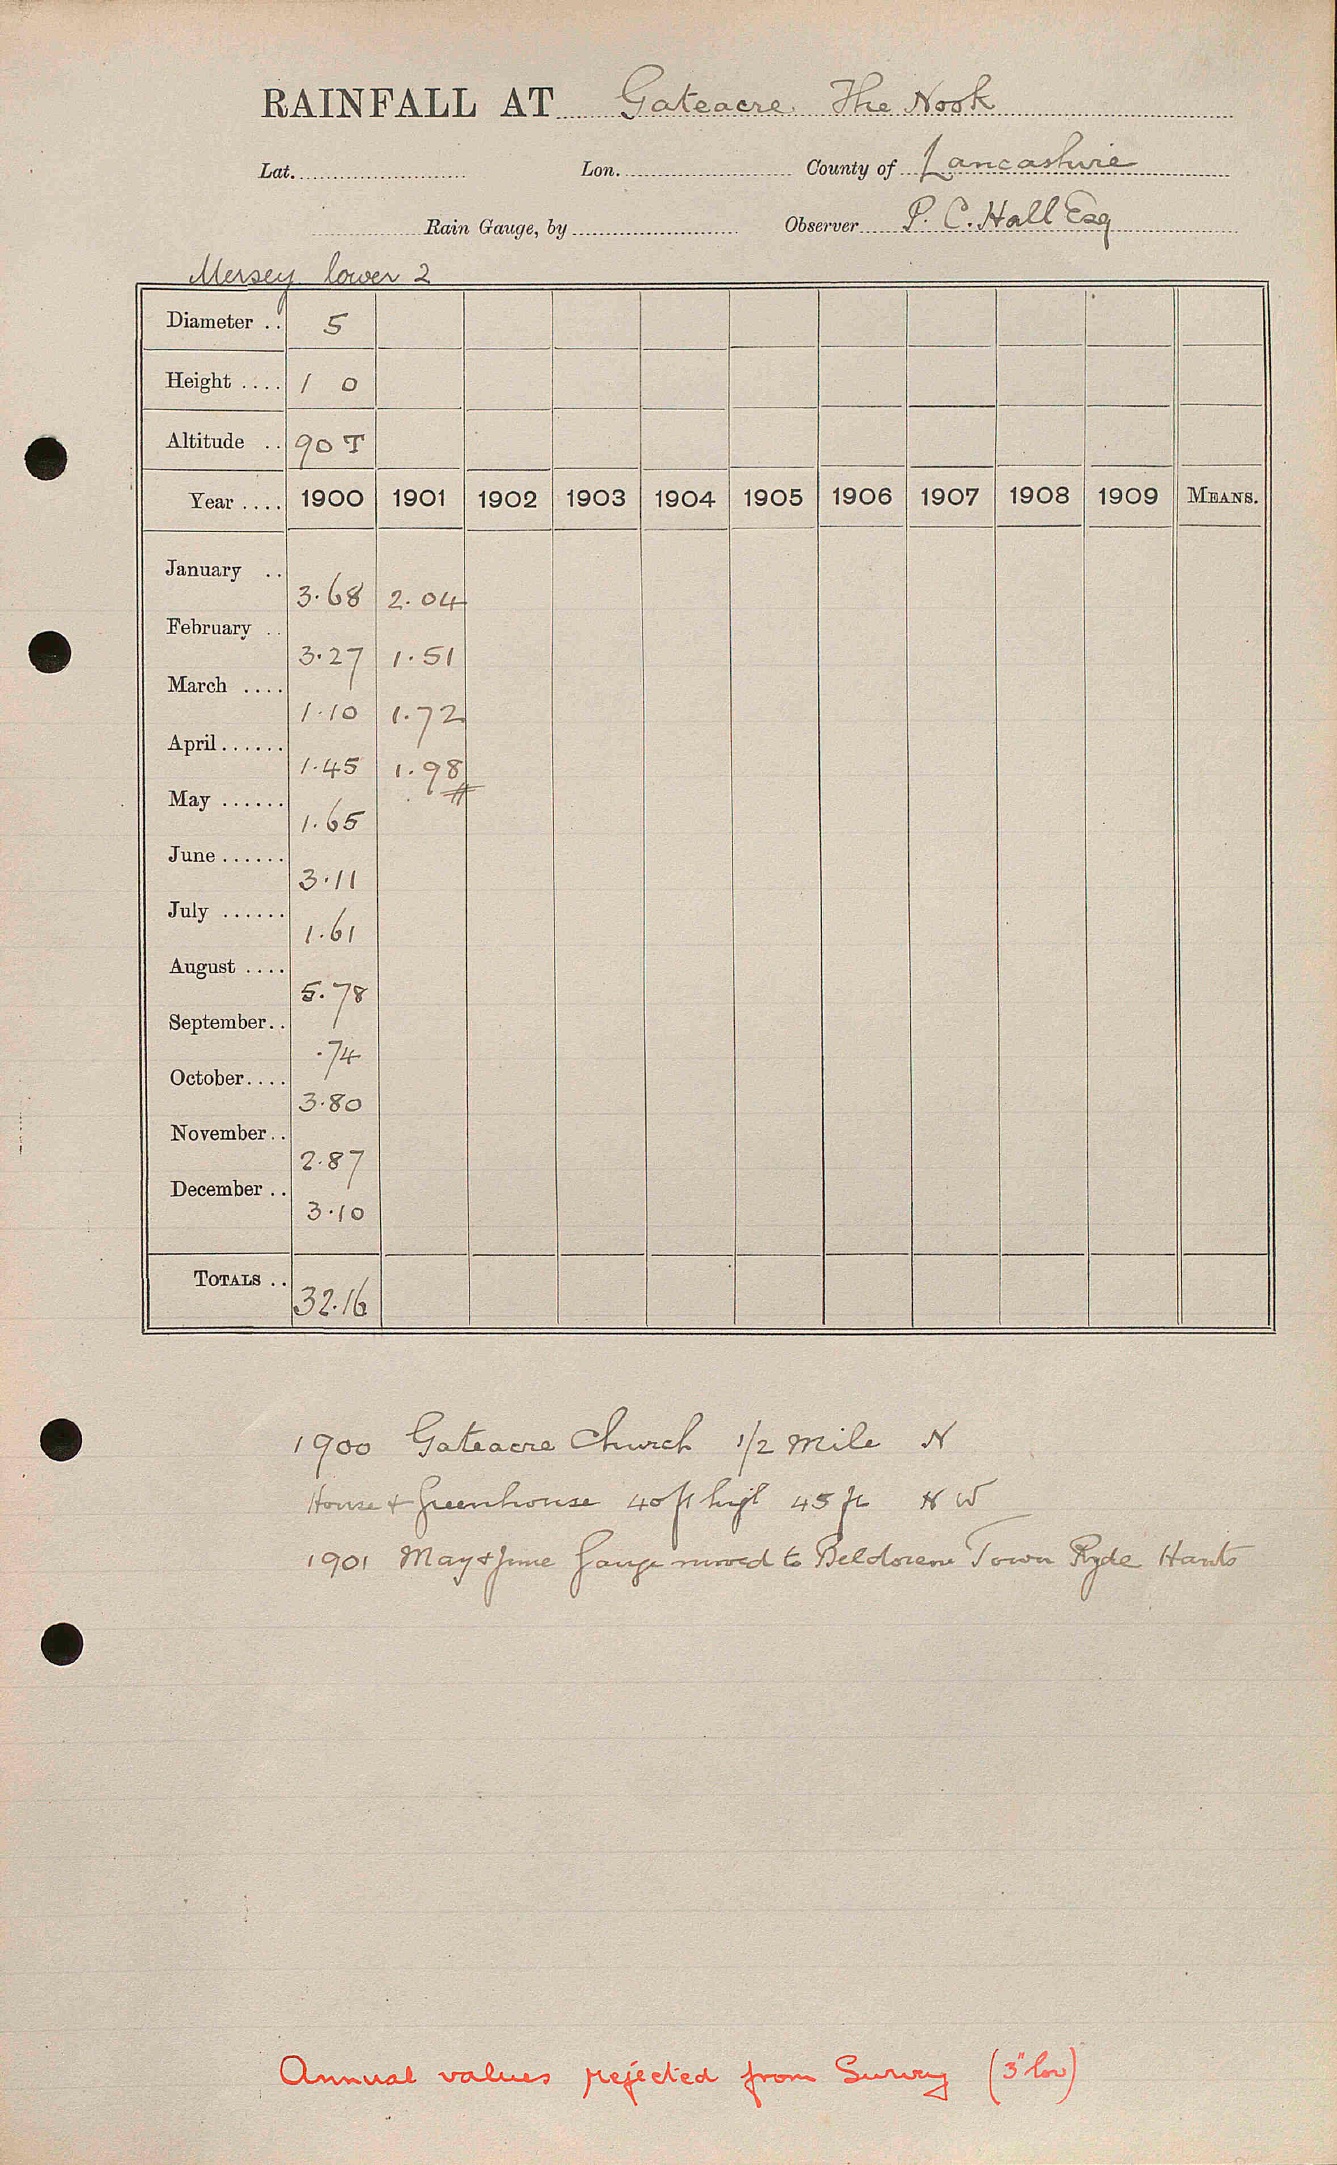 RAINFALL AT Gateacre The Nook
Lat. Lon. County of Lancashire
Rain Gauge, by Observer P. C. Hall Esq
Mersey lower 2
Diameter .. 5
Height .... 1 0
Altitude .. 90 T
Year .... 1900 1901 1902 1903 1904 1905 1906 1907 1908 1909 MEANS.
January .. 3.68 2.04
February .. 3.27 1.51
March .... 1.10 1.72
April ...... 1.45 1.98
May ...... 1.65
June ...... 3.11
July ...... 1.61
August .... 5.78
September .. .74
October .... 3.80
November .. 2.87
December .. 3.10
TOTALS .. 32.16
1900 Gateacre Church 1/2 mile N
House & Greenhouse 40 ft high 45 ft N W
1901 May & June Gauge moved to Town Ryde Hants
Annual values rejected from Survey (3" low)